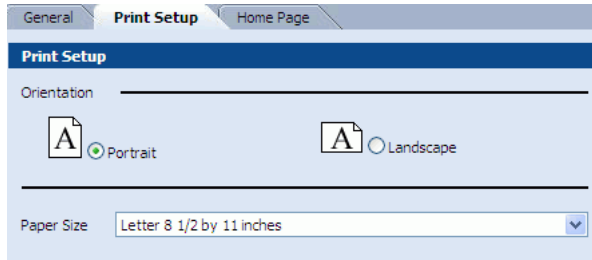 General Print Setup Home Page
Print Setup
Orientation
A Portrait A Landscape
Paper Size Letter 8 1/2 by 11 inches